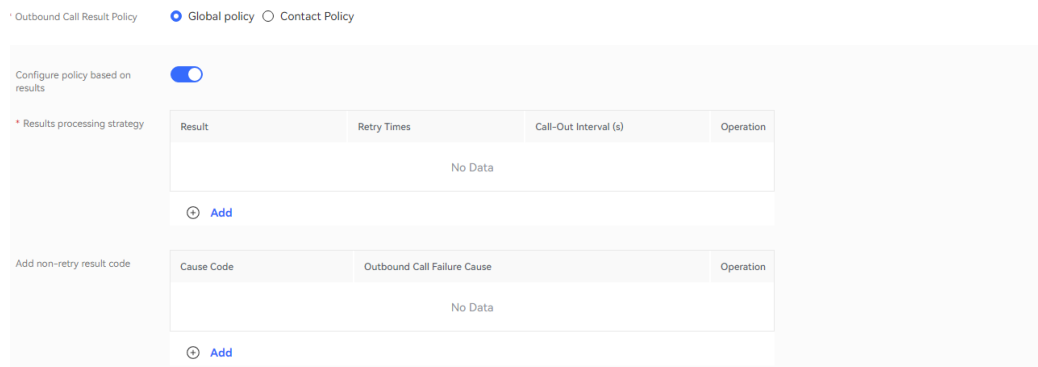 * Outbound Call Result Policy Global policy Contact Policy
Configure policy based on
results
* Results processing strategy
Result Retry Times Call-Out Interval (s) Operation
No Data
Add
Add non-retry result code
Cause Code Outbound Call Failure Cause Operation
No Data
Add